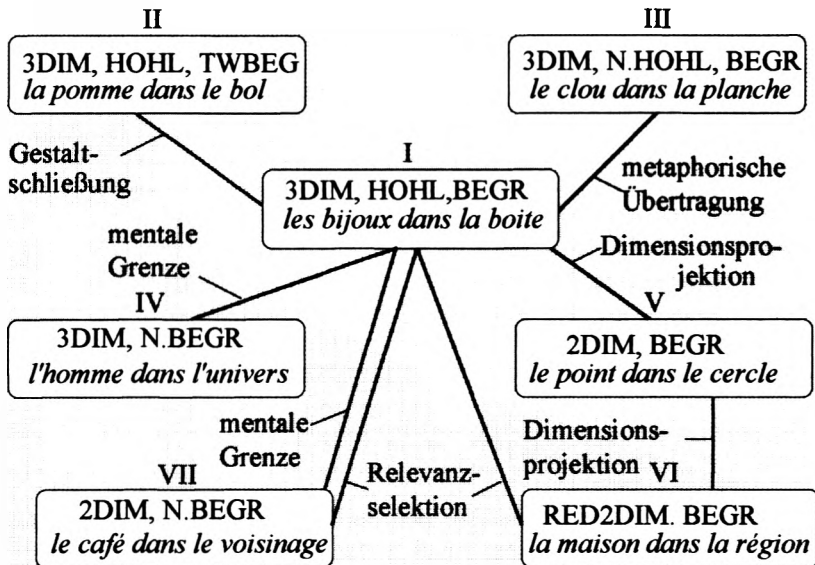 II
3DIM, HOHL, TWBEG
la pomme dans le bol
III
3DIM, N.HOHL, BEGR
le clou dans la planche
Gestalt-
schließung
I
3DIM, HOHL,BEGR
les bijoux dans la boite
metaphorische
Übertragung
mentale
Grenze
Dimensionspro-
jektion
IV
3DIM, N.BEGR
l'homme dans l'univers
V
2DIM, BEGR
le point dans le cercle
mentale
Grenze
Dimensions-
projektion
Relevanz-
selektion
VII
2DIM, N.BEGR
le café dans le voisinage
VI
RED2DIM. BEGR
la maison dans la région